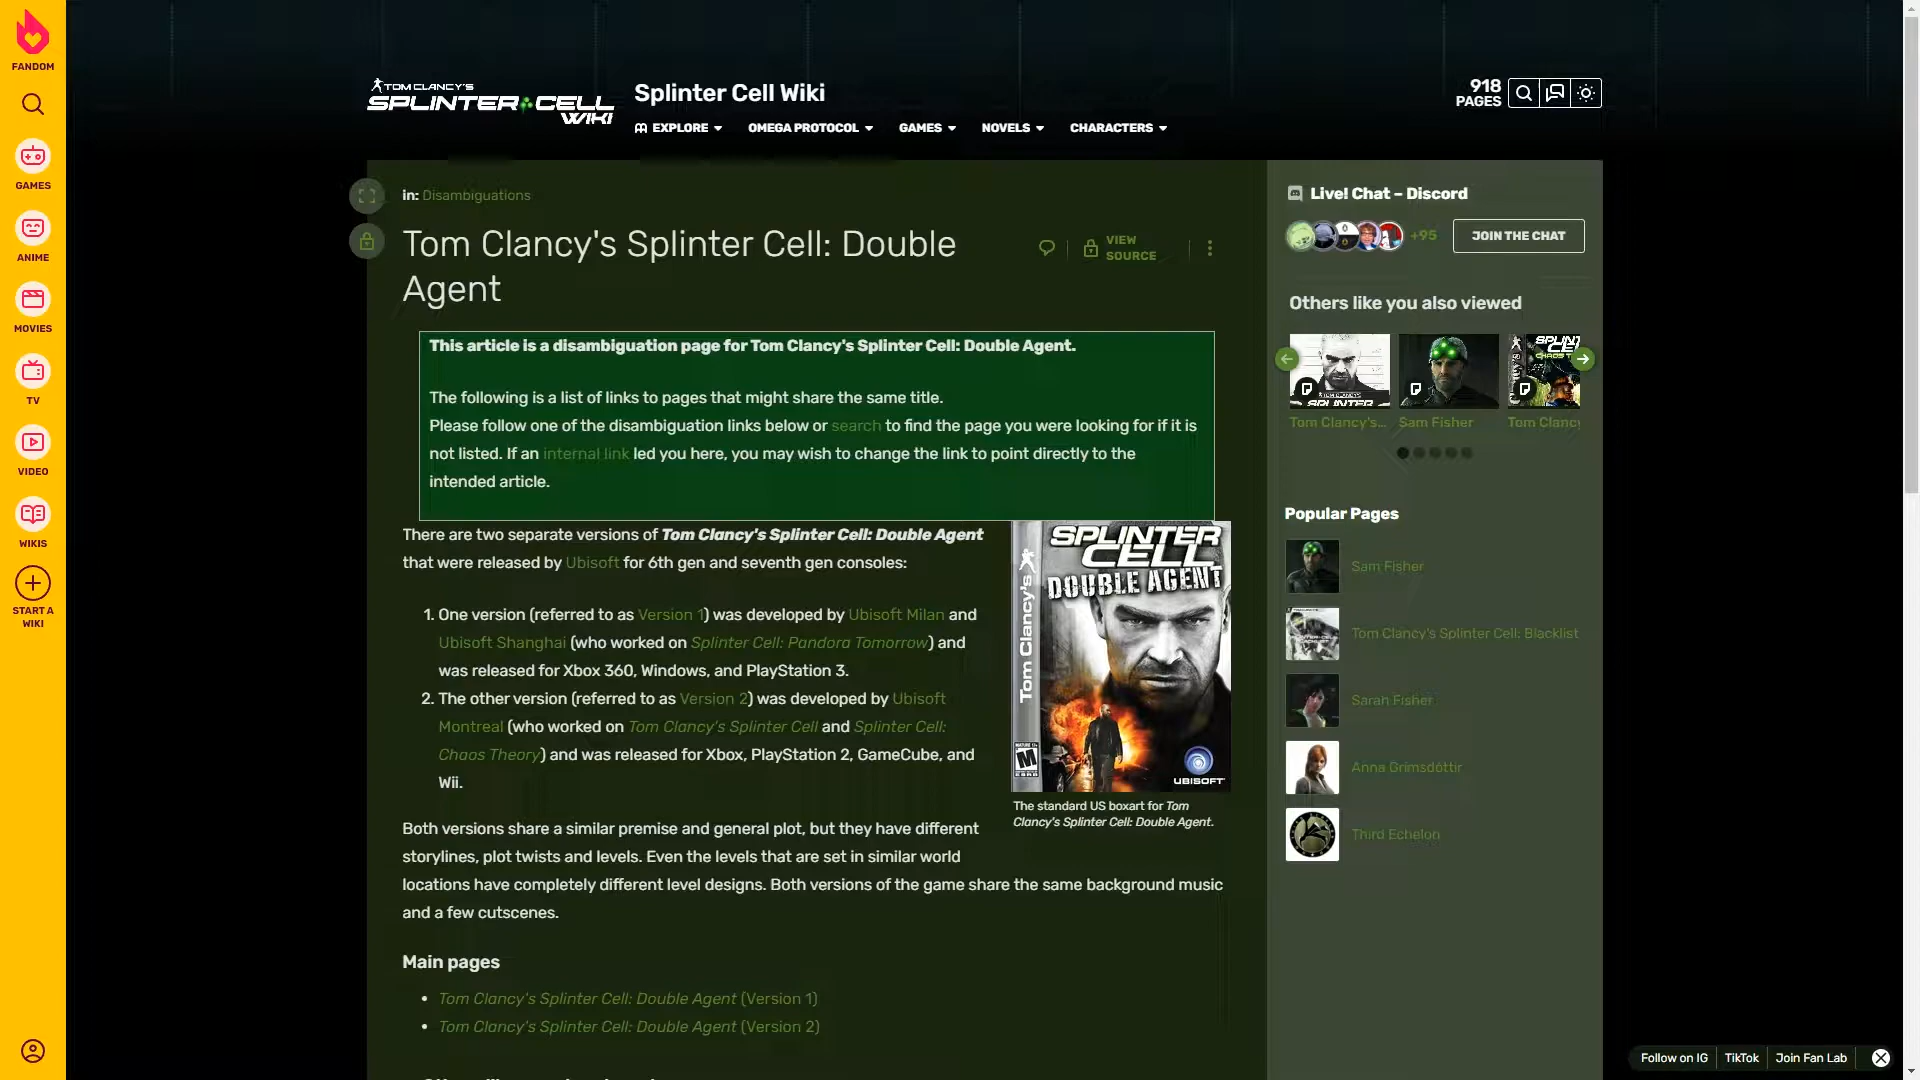 FANDOM
GAMES
ANIME
MOVIES
TV
VIDEO
WIKIS
START A
WIKI
TOM CLANCY'S
SPLINTER CELL
WIKI
Splinter Cell Wiki
EXPLORE
OMEGA PROTOCOL
GAMES
NOVELS
CHARACTERS
918
PAGES
in: Disambiguations
Tom Clancy's Splinter Cell: Double
Agent
VIEW
SOURCE
This article is a disambiguation page for Tom Clancy's Splinter Cell: Double Agent.
The following is a list of links to pages that might share the same title.
Please follow one of the disambiguation links below or search to find the page you were looking for if it is
not listed. If an internal link led you here, you may wish to change the link to point directly to the
intended article.
There are two separate versions of Tom Clancy's Splinter Cell: Double Agent
that were released by Ubisoft for 6th gen and seventh gen consoles:
1. One version (referred to as Version 1) was developed by Ubisoft Milan and
Ubisoft Shanghai (who worked on Splinter Cell: Pandora Tomorrow) and
was released for Xbox 360, Windows, and PlayStation 3.
2. The other version (referred to as Version 2) was developed by Ubisoft
Montreal (who worked on Tom Clancy's Splinter Cell and Splinter Cell:
Chaos Theory) and was released for Xbox, PlayStation 2, GameCube, and
Wii.
Tom Clancy's
SPLINTER
CELL
DOUBLE AGENT
MATURE 17+
M
ESRB
UBISOFT
The standard US boxart for Tom
Clancy's Splinter Cell: Double Agent.
Both versions share a similar premise and general plot, but they have different
storylines, plot twists and levels. Even the levels that are set in similar world
locations have completely different level designs. Both versions of the game share the same background music
and a few cutscenes.
Main pages
• Tom Clancy's Splinter Cell: Double Agent (Version 1)
• Tom Clancy's Splinter Cell: Double Agent (Version 2)
Live! Chat – Discord
+95
JOIN THE CHAT
Others like you also viewed
Tom Clancy's...
Sam Fisher
Tom Clancy
Popular Pages
Sam Fisher
Tom Clancy's Splinter Cell: Blacklist
Sarah Fisher
Anna Grímsdóttir
Third Echelon
Follow on IG
TikTok
Join Fan Lab